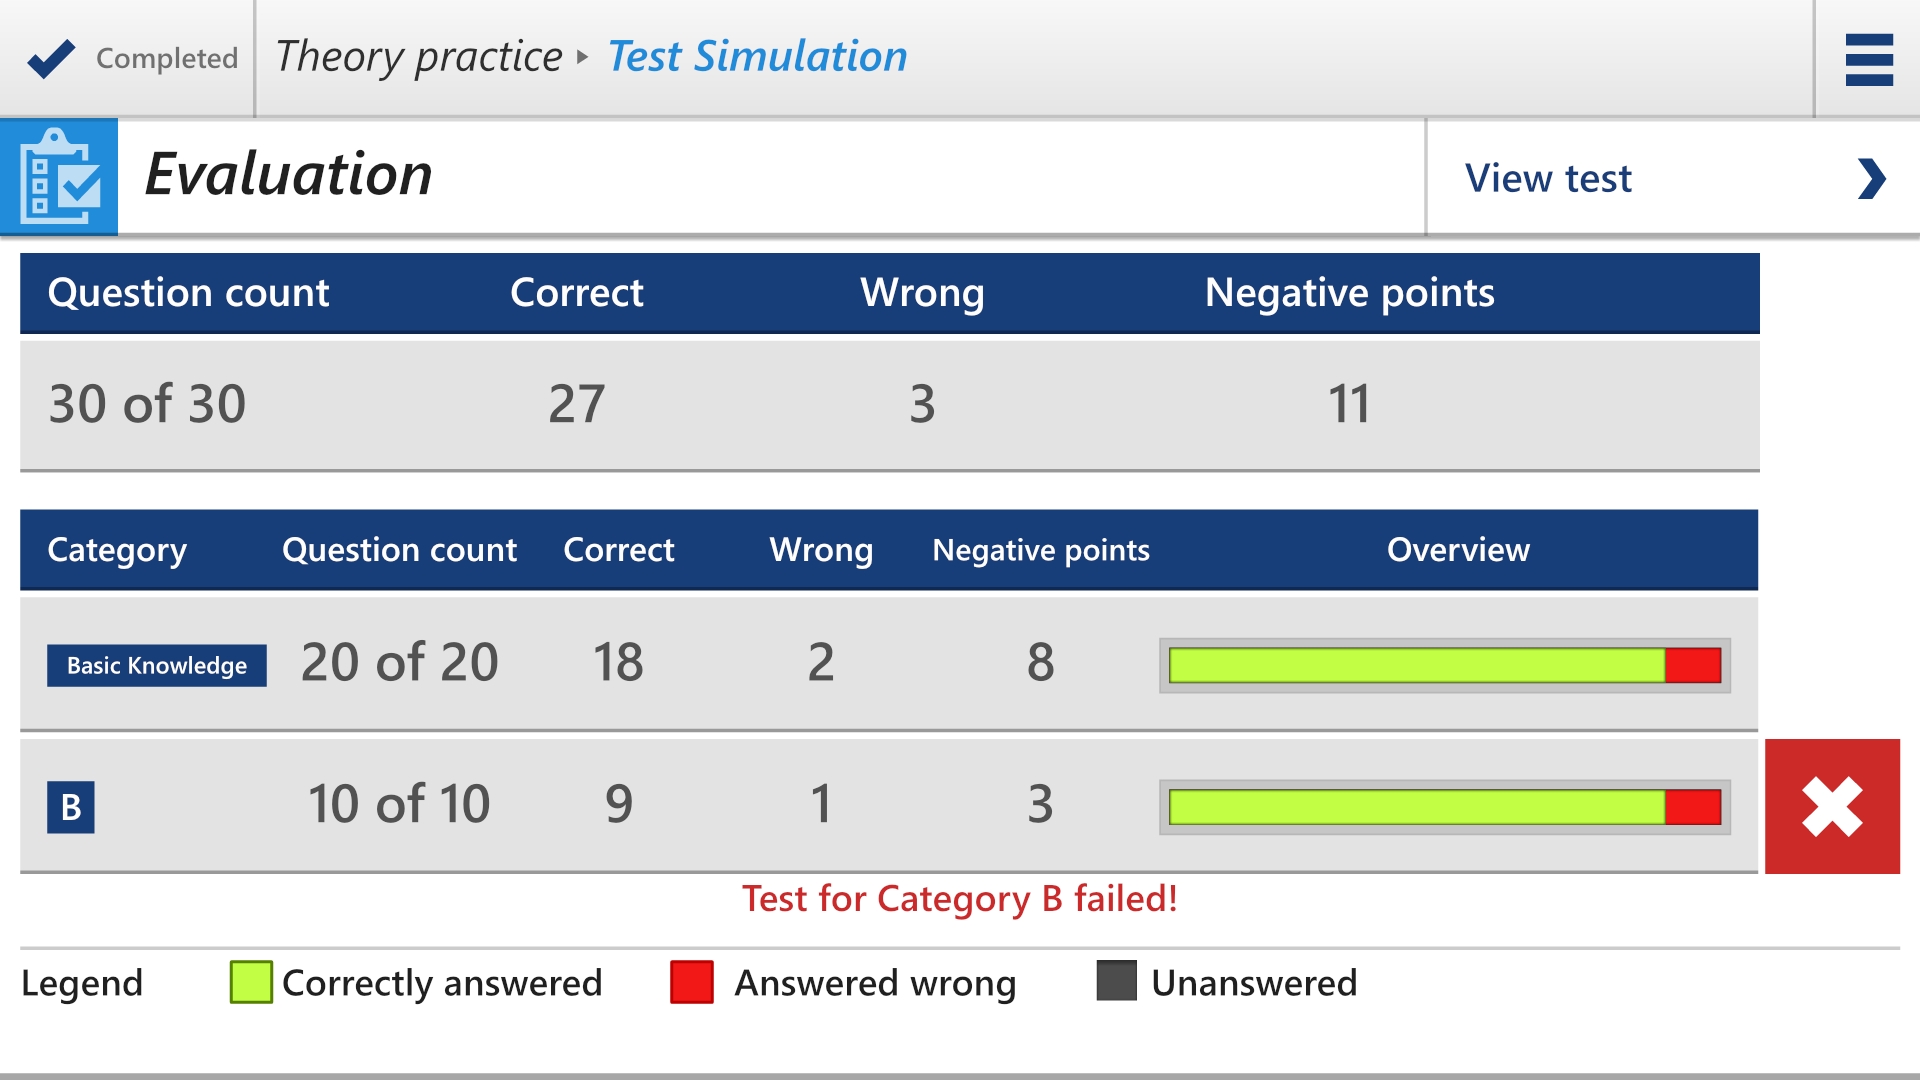 Completed
Theory practice ▸ Test Simulation
Evaluation
View test
Question count Correct Wrong Negative points
30 of 30 27 3 11
Category Question count Correct Wrong Negative points Overview
Basic Knowledge 20 of 20 18 2 8
B 10 of 10 9 1 3
Test for Category B failed!
Legend Correctly answered Answered wrong Unanswered